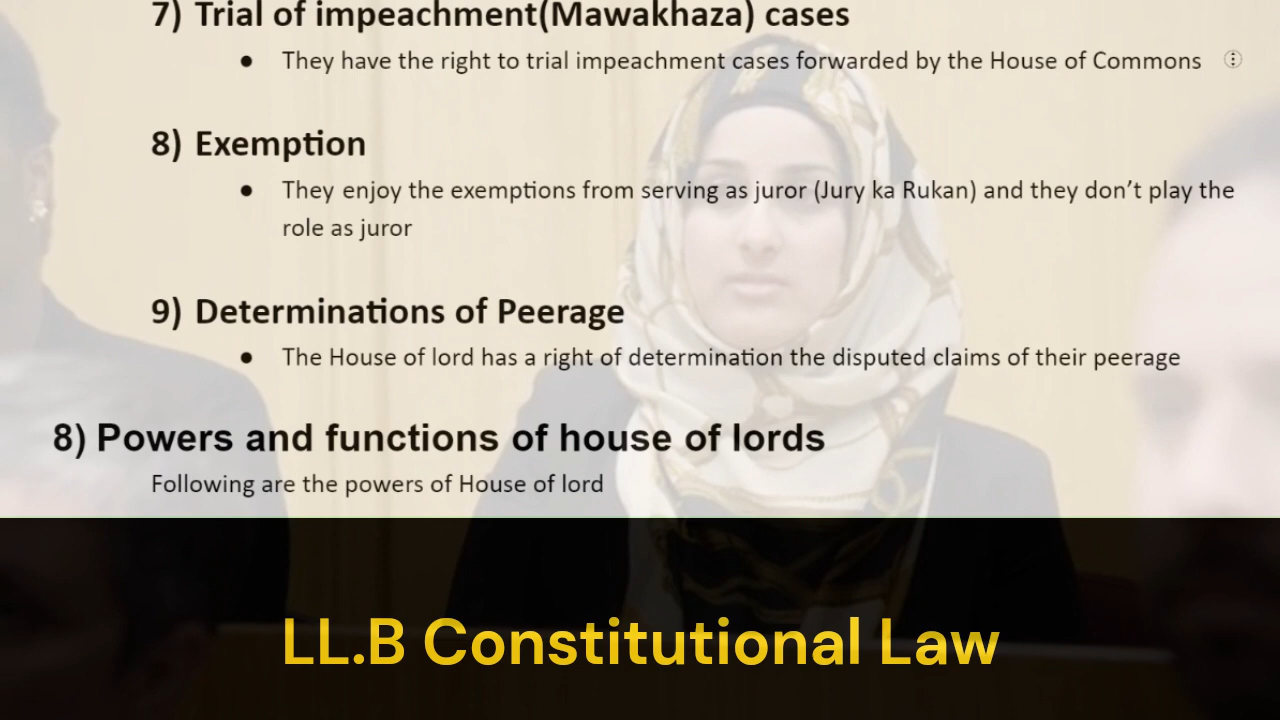 7) Trial of impeachment(Mawakhaza) cases
● They have the right to trial impeachment cases forwarded by the House of Commons
8) Exemption
● They enjoy the exemptions from serving as juror (Jury ka Rukan) and they don’t play the
role as juror
9) Determinations of Peerage
● The House of lord has a right of determination the disputed claims of their peerage
8) Powers and functions of house of lords
Following are the powers of House of lord
LL.B Constitutional Law